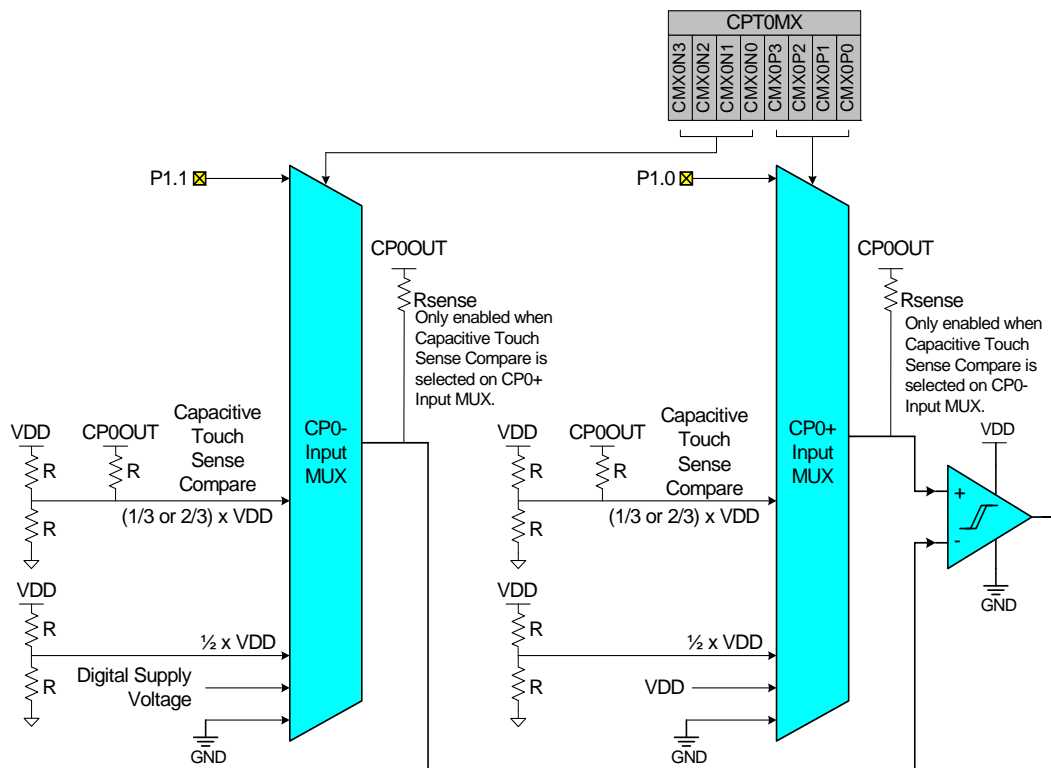 CPT0MX
CMX0N3
CMX0N2
CMX0N1
CMX0N0
CMX0P3
CMX0P2
CMX0P1
CMX0P0
P1.1
P1.0
CP0OUT
Rsense
Only enabled when
Capacitive Touch
Sense Compare is
selected on CP0+
Input MUX.
CP0OUT
Rsense
Only enabled when
Capacitive Touch
Sense Compare is
selected on CP0-
Input MUX.
VDD
CP0OUT
Capacitive
Touch
Sense
Compare
R
R
R
(1/3 or 2/3) x VDD
CP0-
Input
MUX
VDD
CP0OUT
Capacitive
Touch
Sense
Compare
R
R
R
(1/3 or 2/3) x VDD
CP0+
Input
MUX
VDD
+
-
GND
VDD
R
R
½ x VDD
Digital Supply
Voltage
GND
VDD
R
R
½ x VDD
VDD
GND